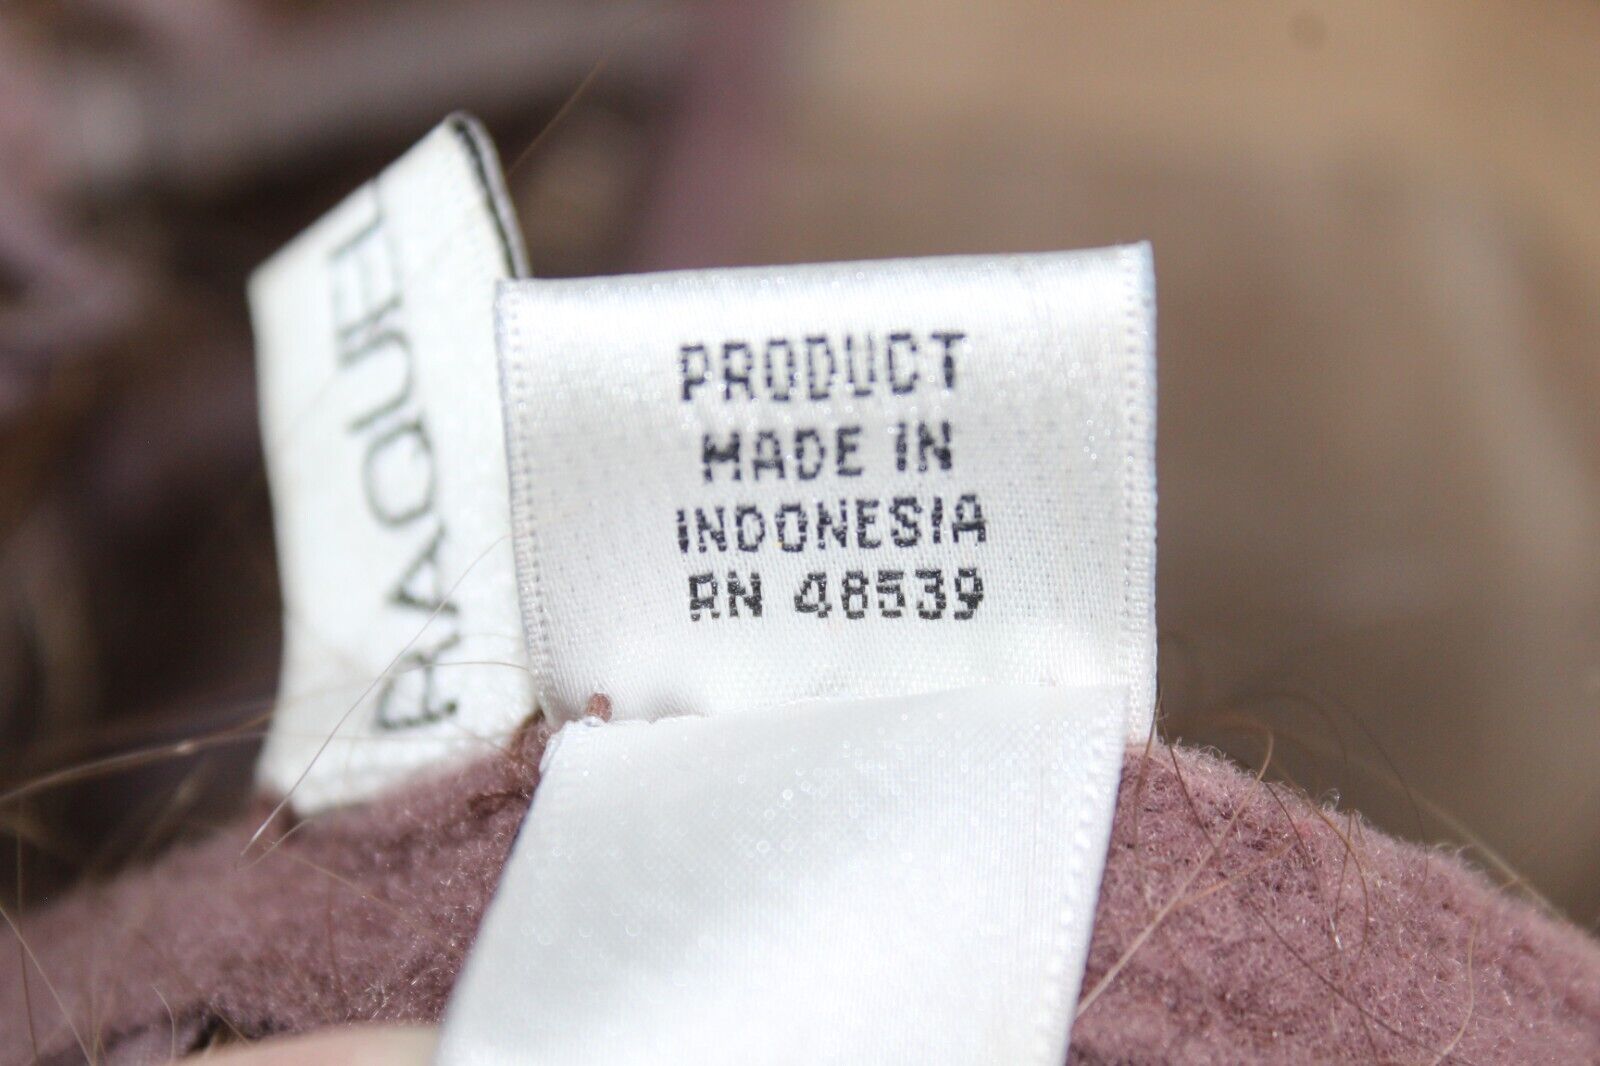 RAQUEL
PRODUCT
MADE IN
INDONESIA
RN 48539